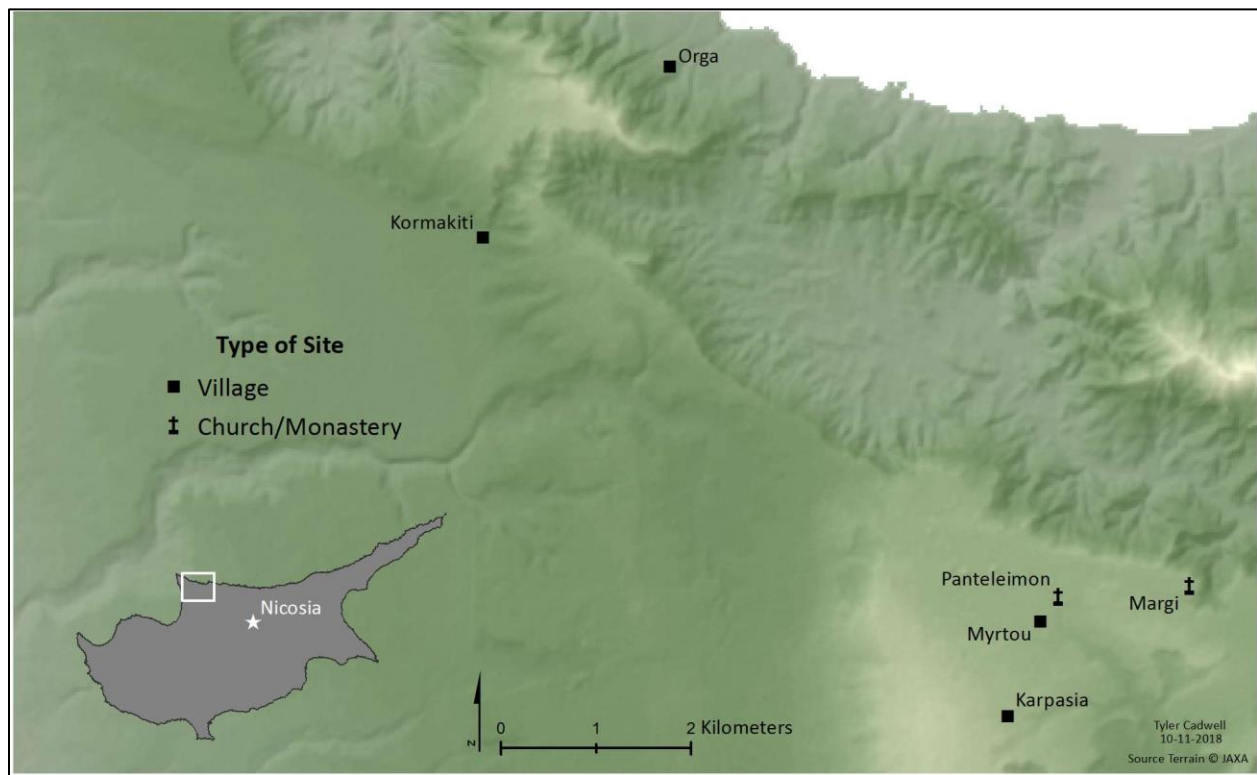 Orga
Kormakiti
Type of Site
Village
Church/Monastery
Nicosia
Panteleimon
Margi
Myrtou
Karpasia
N
0 1 2 Kilometers
Tyler Cadwell
10-11-2018
Source Terrain © JAXA